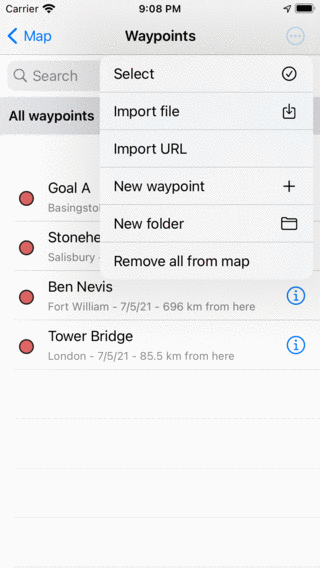 Carrier 9:08 PM
Map Waypoints
Search
Select
Import file
All waypoints
Import URL
New waypoint
New folder
Remove all from map
Goal A
Salisbury -
Ben Nevis
Fort William - 7/5/21 - 696 km from here
Tower Bridge
London - 7/5/21 - 85.5 km from here